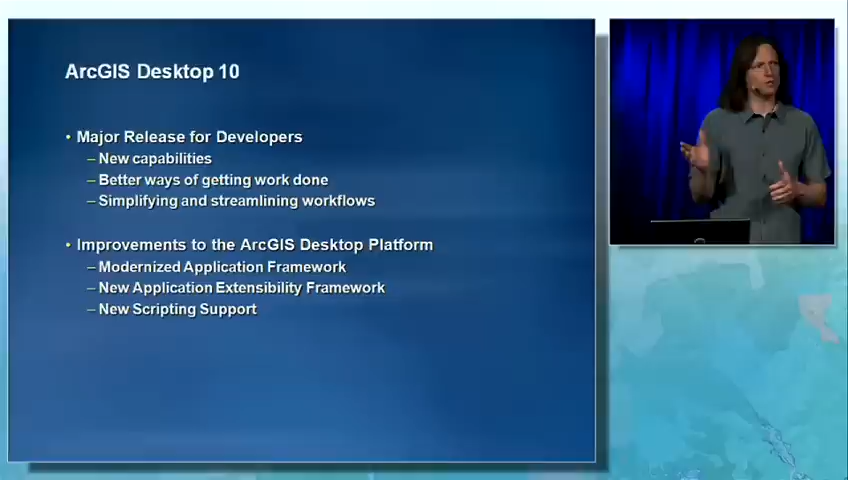 ArcGIS Desktop 10
• Major Release for Developers
– New capabilities
– Better ways of getting work done
– Simplifying and streamlining workflows
• Improvements to the ArcGIS Desktop Platform
– Modernized Application Framework
– New Application Extensibility Framework
– New Scripting Support